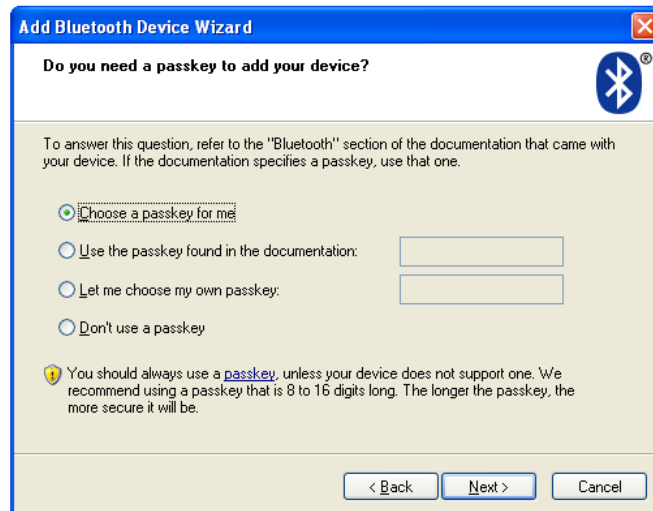 Add Bluetooth Device Wizard
Do you need a passkey to add your device?
®
To answer this question, refer to the "Bluetooth" section of the documentation that came with
your device. If the documentation specifies a passkey, use that one.
Choose a passkey for me
Use the passkey found in the documentation:
Let me choose my own passkey:
Don't use a passkey
You should always use a passkey, unless your device does not support one. We
recommend using a passkey that is 8 to 16 digits long. The longer the passkey, the
more secure it will be.
< Back Next > Cancel